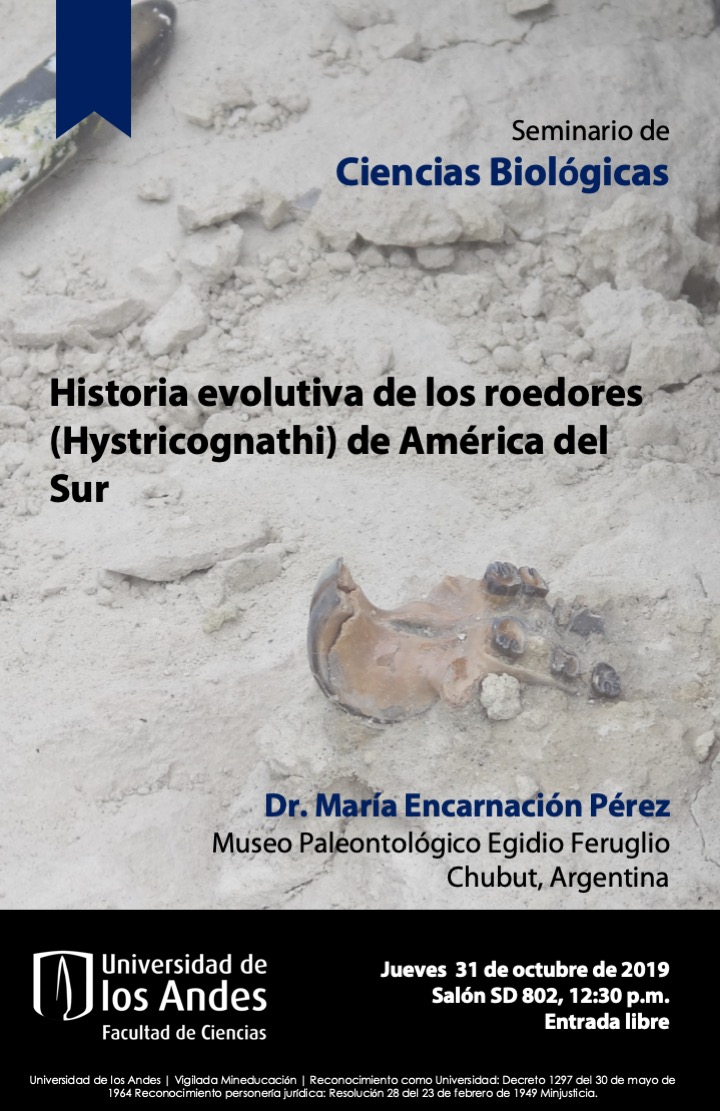 Seminario de
Ciencias Biológicas
Historia evolutiva de los roedores
(Hystricognathi) de América del
Sur
Dr. María Encarnación Pérez
Museo Paleontológico Egidio Feruglio
Chubut, Argentina
Universidad de
los Andes
Facultad de Ciencias
Jueves 31 de octubre de 2019
Salón SD 802, 12:30 p.m.
Entrada libre
Universidad de los Andes | Vigilada Mineducación | Reconocimiento como Universidad: Decreto 1297 del 30 de mayo de
1964 Reconocimiento personería jurídica: Resolución 28 del 23 de febrero de 1949 Minjusticia.